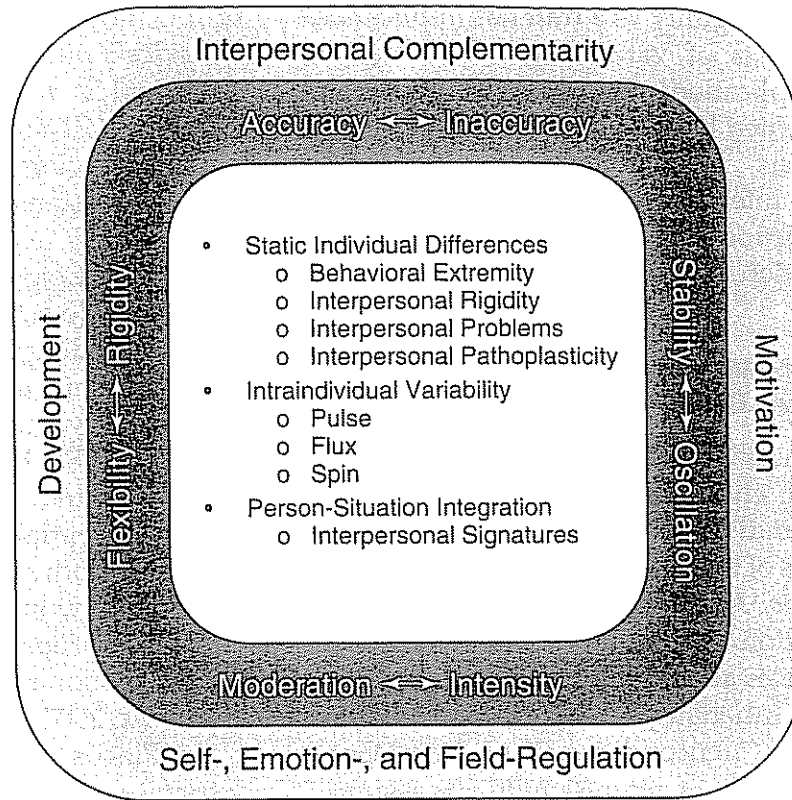 Interpersonal Complementarity
Accuracy ↔ Inaccuracy
• Static Individual Differences
o Behavioral Extremity
o Interpersonal Rigidity
o Interpersonal Problems
o Interpersonal Pathoplasticity
• Intraindividual Variability
o Pulse
o Flux
o Spin
• Person-Situation Integration
o Interpersonal Signatures
Development
Flexibility ↔ Rigidity
Stability ↔ Oscillation
Motivation
Moderation ↔ Intensity
Self-, Emotion-, and Field-Regulation